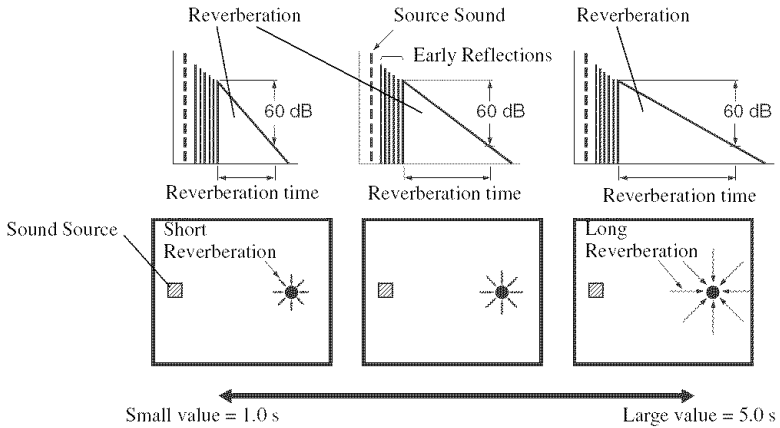 Reverberation
Source Sound
Reverberation
Early Reflections
60 dB
60 dB
60 dB
Reverberation time
Reverberation time
Reverberation time
Sound Source
Short
Reverberation
Long
Reverberation
Small value = 1.0 s
Large value = 5.0 s